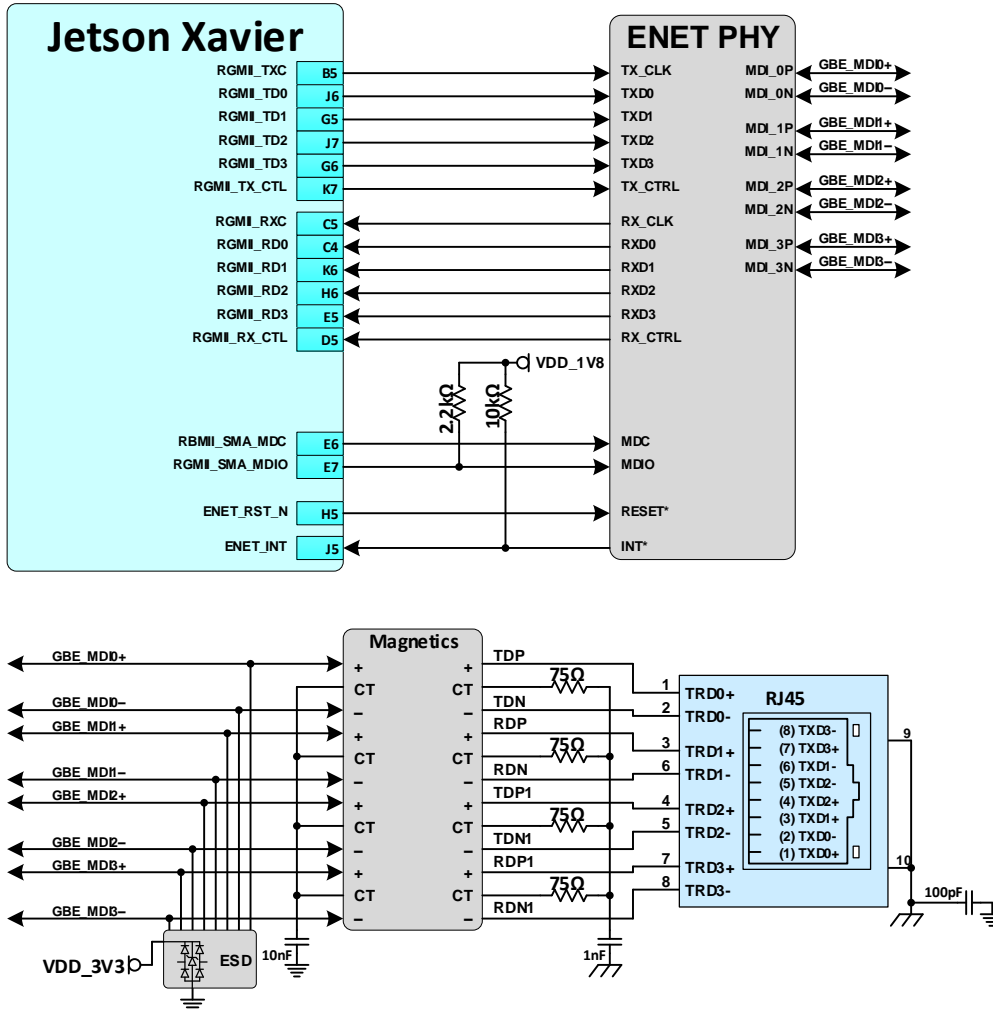 Jetson Xavier
ENET PHY
RGMII_TXC B5 TX_CLK MDI_0P GBE_MDI0+
RGMII_TD0 J6 TXD0 MDI_0N GBE_MDI0–
RGMII_TD1 G5 TXD1 MDI_1P GBE_MDI1+
RGMII_TD2 J7 TXD2 MDI_1N GBE_MDI1–
RGMII_TD3 G6 TXD3
RGMII_TX_CTL K7 TX_CTRL MDI_2P GBE_MDI2+
MDI_2N GBE_MDI2–
RGMII_RXC C5 RX_CLK
RGMII_RD0 C4 RXD0 MDI_3P GBE_MDI3+
RGMII_RD1 K6 RXD1 MDI_3N GBE_MDI3–
RGMII_RD2 H6 RXD2
RGMII_RD3 E5 RXD3
RGMII_RX_CTL D5 RX_CTRL
VDD_1V8
2.2kΩ 10kΩ
RBMII_SMA_MDC E6 MDC
RGMII_SMA_MDIO E7 MDIO
ENET_RST_N H5 RESET*
ENET_INT J5 INT*
Magnetics
GBE_MDI0+ + + TDP
CT CT 75Ω
GBE_MDI0– – – TDN
GBE_MDI1+ + + RDP
CT CT 75Ω
GBE_MDI1– – – RDN
GBE_MDI2+ + + TDP1
CT CT 75Ω
GBE_MDI2– – – TDN1
GBE_MDI3+ + + RDP1
CT CT 75Ω
GBE_MDI3– – – RDN1
RJ45
1 TRD0+
2 TRD0-
3 TRD1+
6 TRD1-
4 TRD2+
5 TRD2-
7 TRD3+
8 TRD3-
(8) TXD3-
(7) TXD3+
(6) TXD1-
(5) TXD2-
(4) TXD2+
(3) TXD1+
(2) TXD0-
(1) TXD0+
9
10
100pF
VDD_3V3
ESD
10nF
1nF